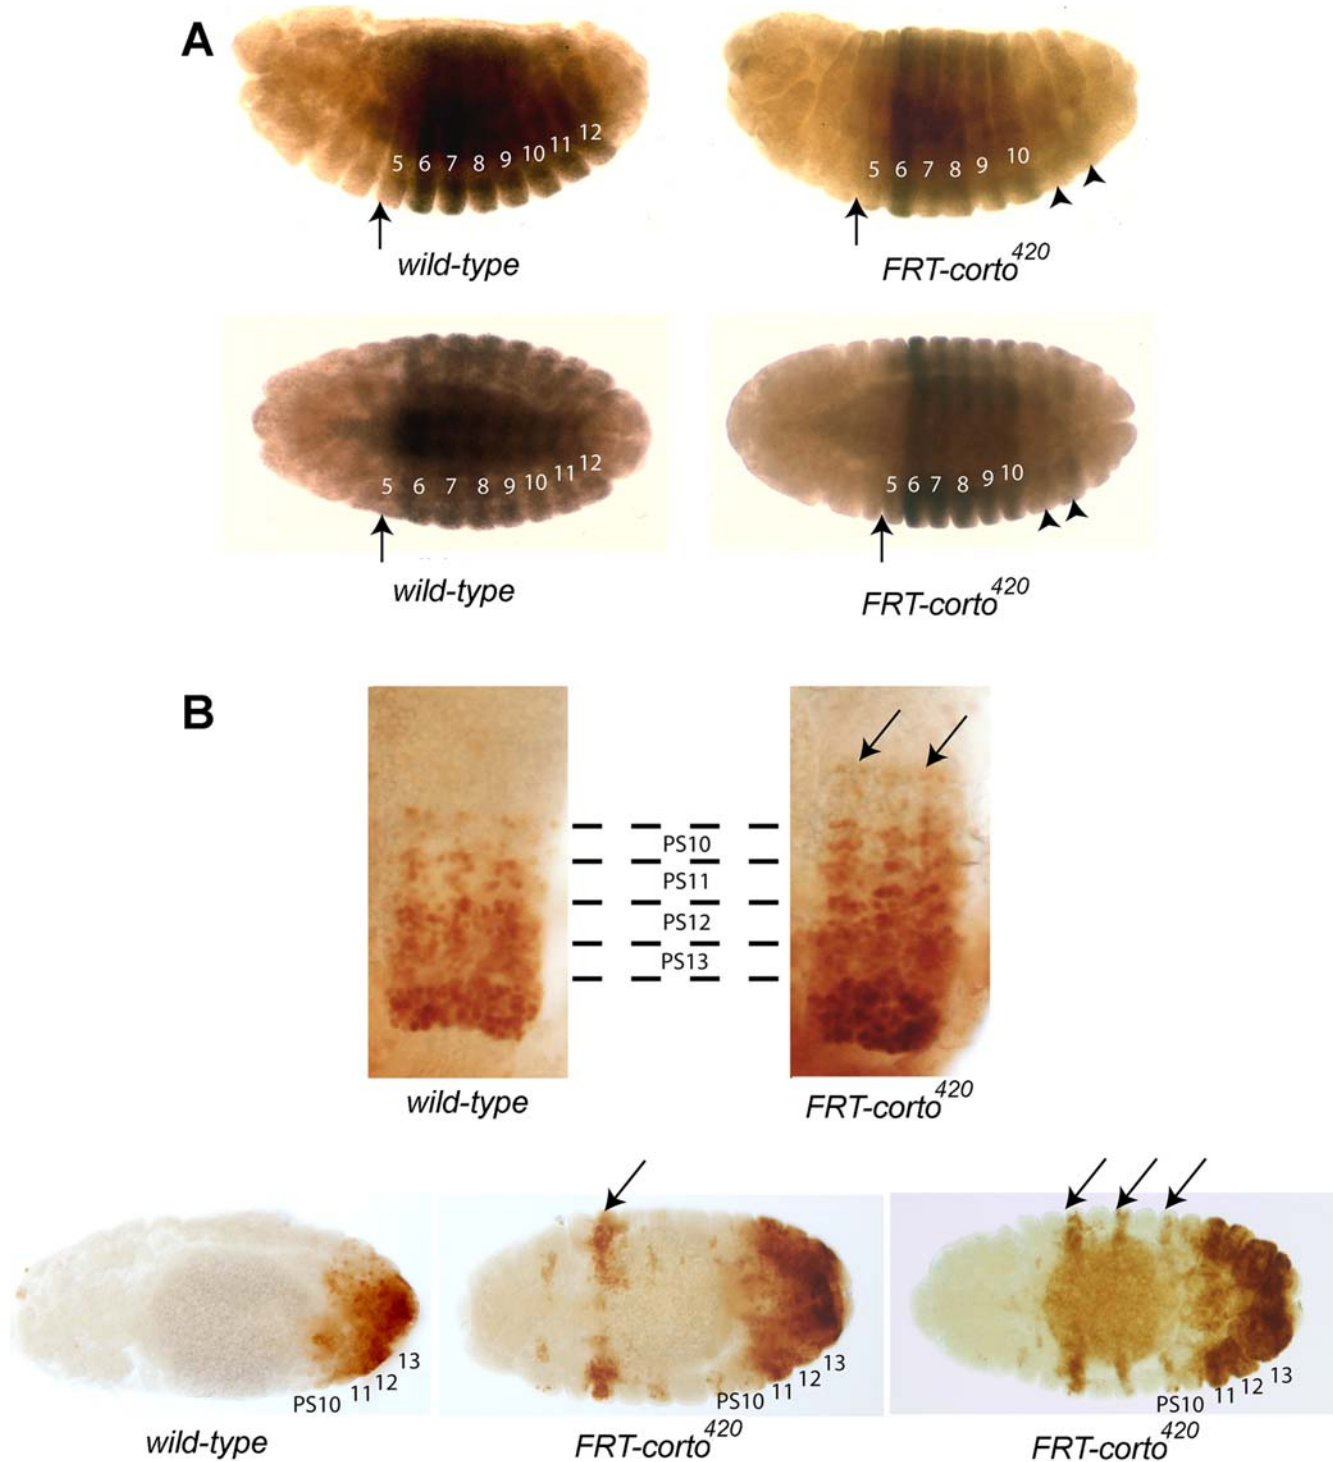 A
5 6 7 8 9 10 11 12
5 6 7 8 9 10
wild-type
FRT-corto420
5 6 7 8 9 10 11 12
5 6 7 8 9 10
wild-type
FRT-corto420
B
PS10
PS11
PS12
PS13
wild-type
FRT-corto420
PS10 11 12 13
PS10 11 12 13
PS10 11 12 13
wild-type
FRT-corto420
FRT-corto420